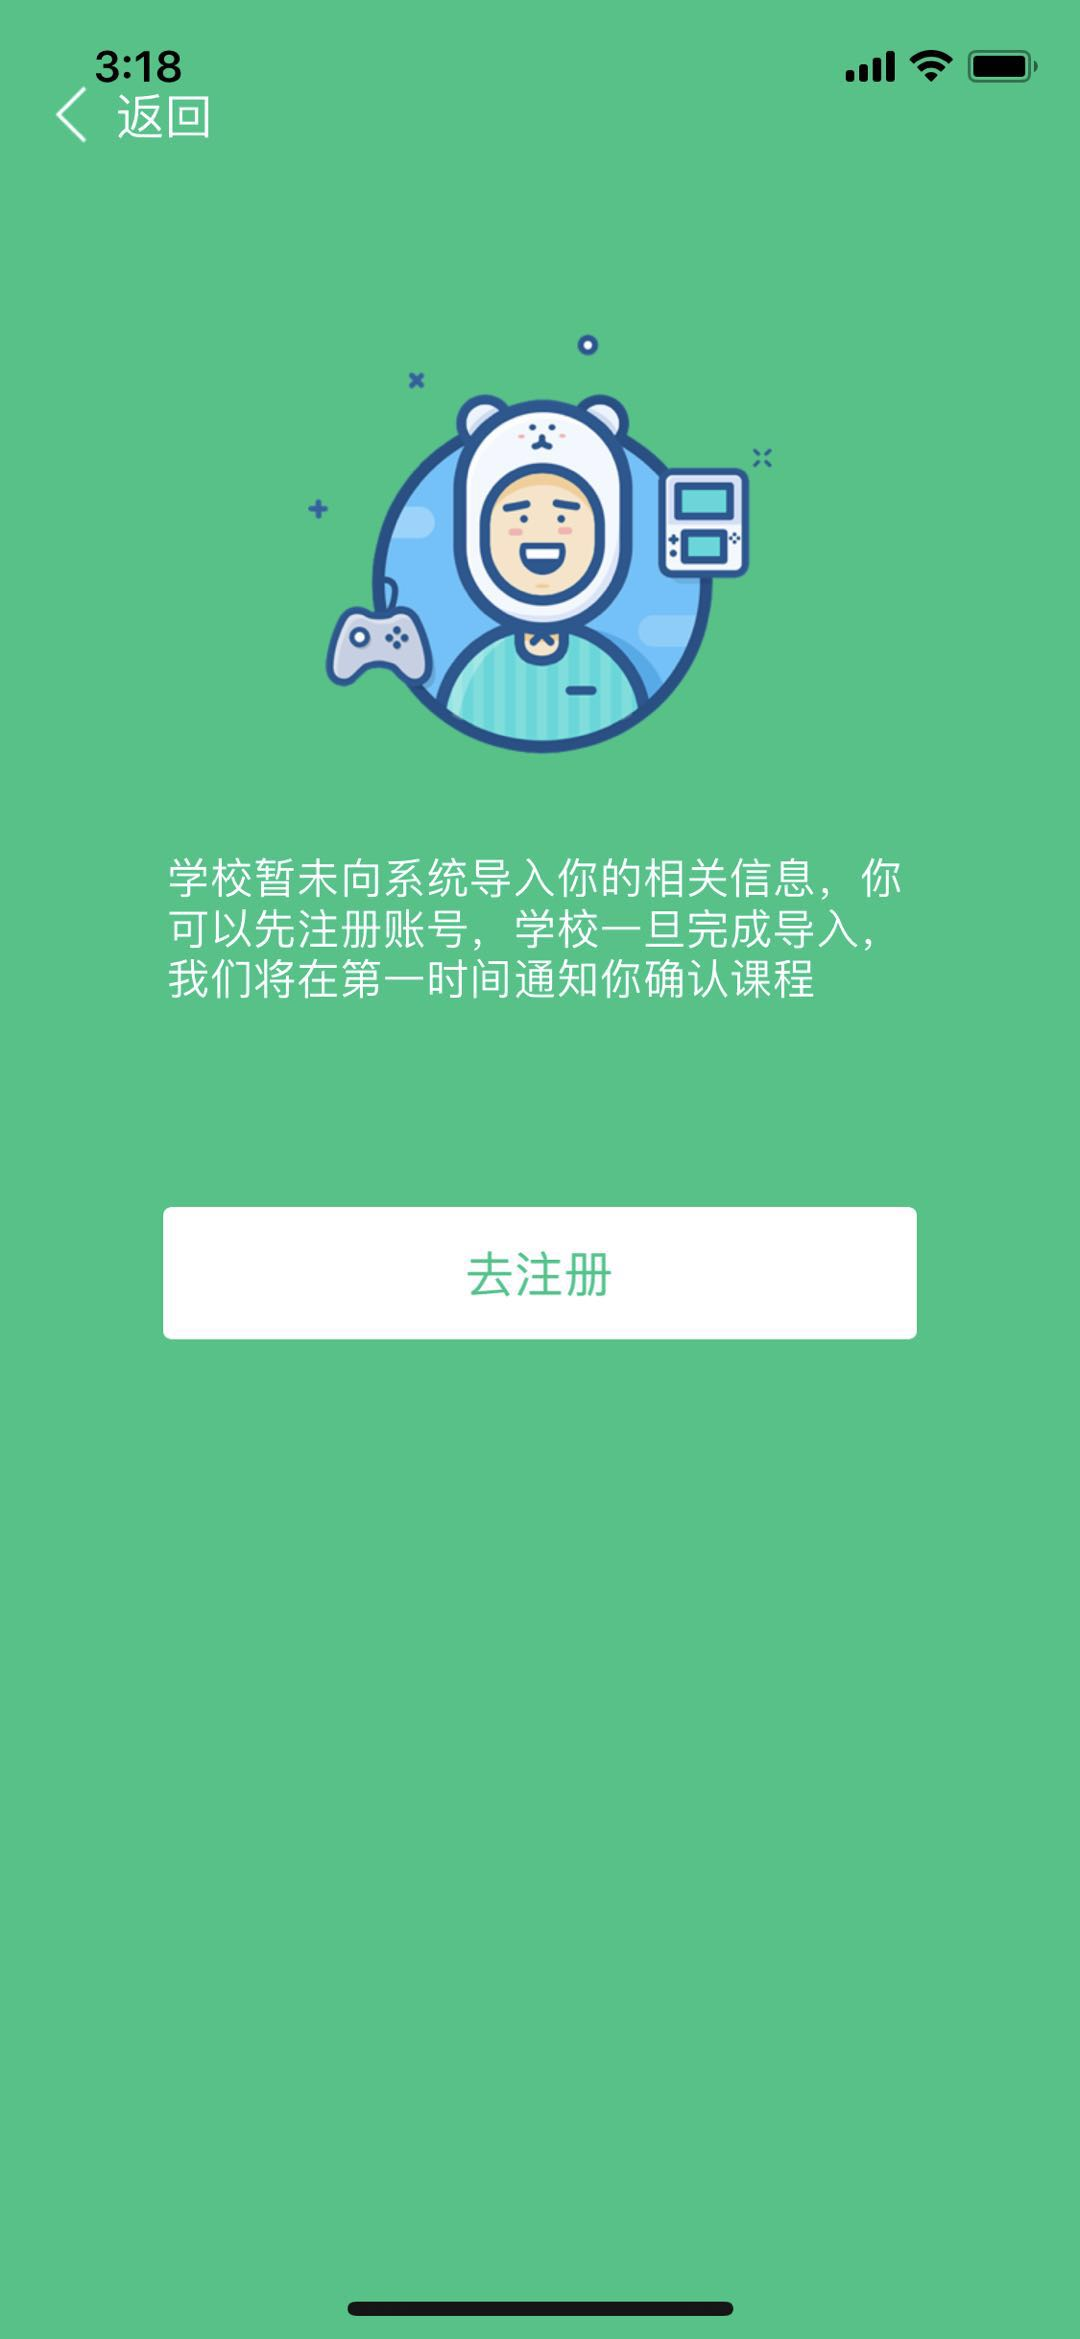 3:18
返回
学校暂未向系统导入你的相关信息，你
可以先注册账号，学校一旦完成导入，
我们将在第一时间通知你确认课程
去注册